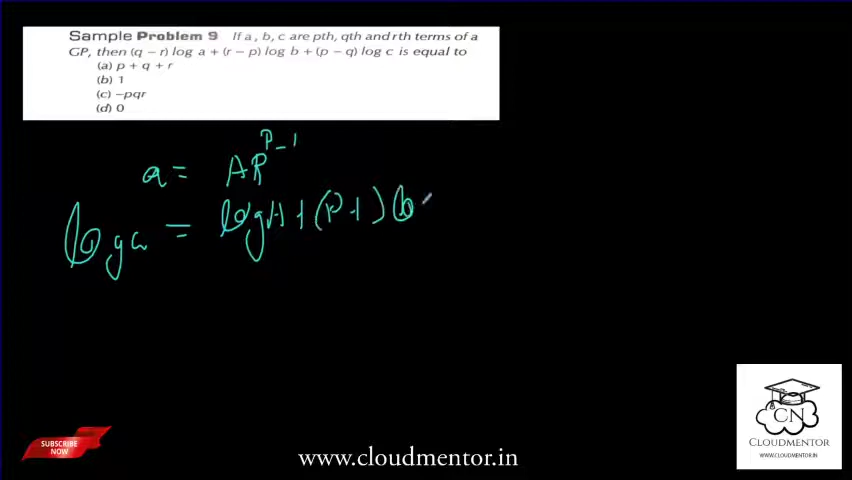 Sample Problem 9 If a, b, c are pth, qth and rth terms of a
GP, then (q – r) log a + (r – p) log b + (p – q) log c is equal to
(a) p + q + r
(b) 1
(c) –pqr
(d) 0
a = AR^{P-1}
log a = log A + (P-1) lo
CN
CLOUDMENTOR
WWW.CLOUDMENTOR.IN
SUBSCRIBE
NOW
www.cloudmentor.in